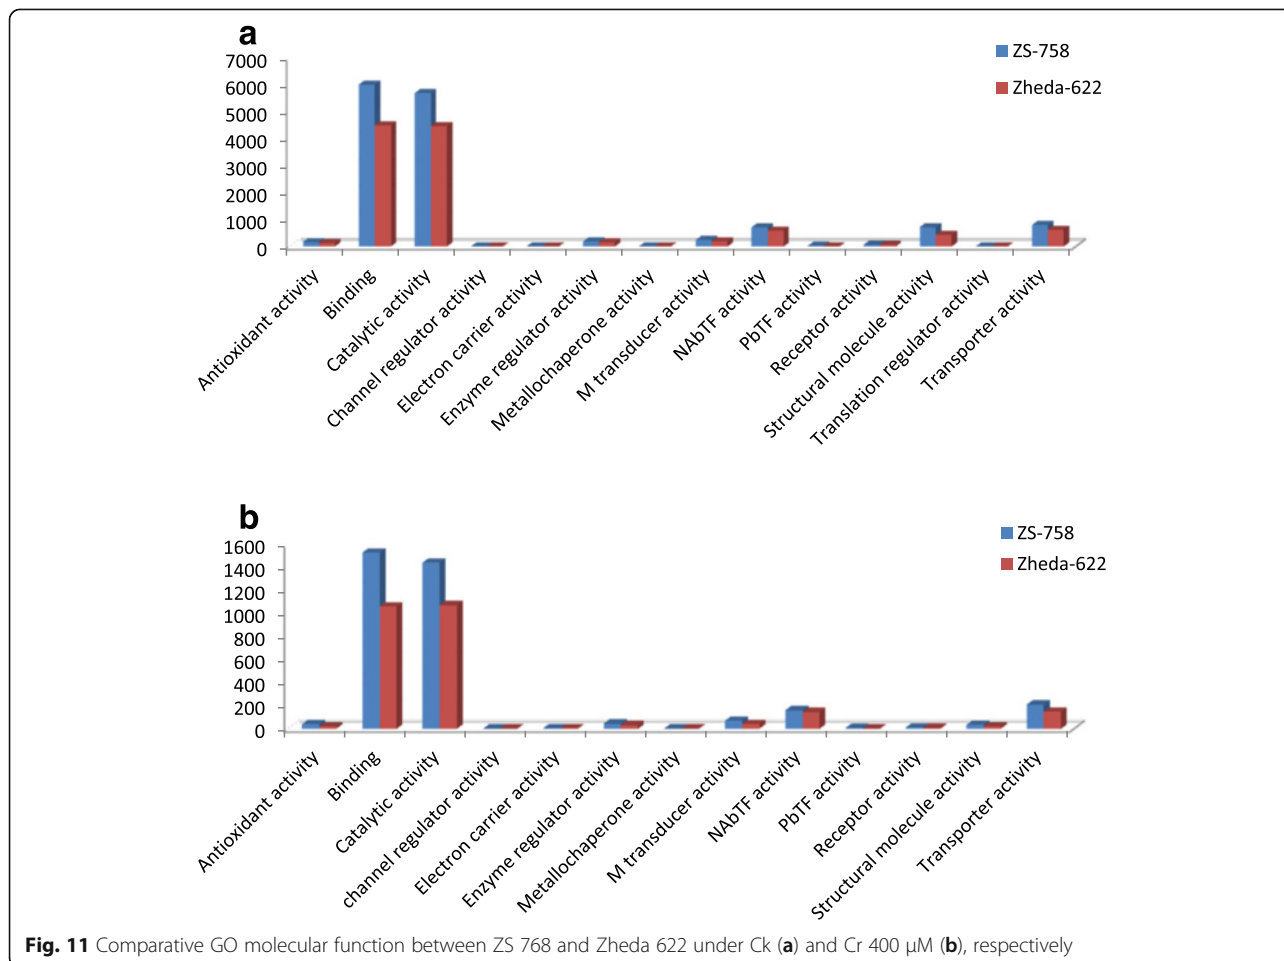 a
7000
6000
5000
4000
3000
2000
1000
0
ZS-758
Zheda-622
Antioxidant activity
Binding
Catalytic activity
Channel regulator activity
Electron carrier activity
Enzyme regulator activity
Metallochaperone activity
M transducer activity
NAbTF activity
PbTF activity
Receptor activity
Structural molecule activity
Translation regulator activity
Transporter activity
b
1600
1400
1200
1000
800
600
400
200
0
ZS-758
Zheda-622
Antioxidant activity
Binding
Catalytic activity
channel regulator activity
Electron carrier activity
Enzyme regulator activity
Metallochaperone activity
M transducer activity
NAbTF activity
PbTF activity
Receptor activity
Structural molecule activity
Transporter activity
Fig. 11 Comparative GO molecular function between ZS 768 and Zheda 622 under Ck (a) and Cr 400 μM (b), respectively